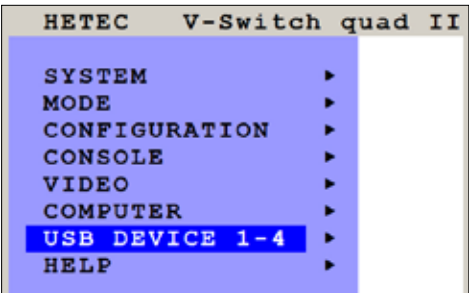 HETEC V-Switch quad II
SYSTEM
MODE
CONFIGURATION
CONSOLE
VIDEO
COMPUTER
USB DEVICE 1-4
HELP